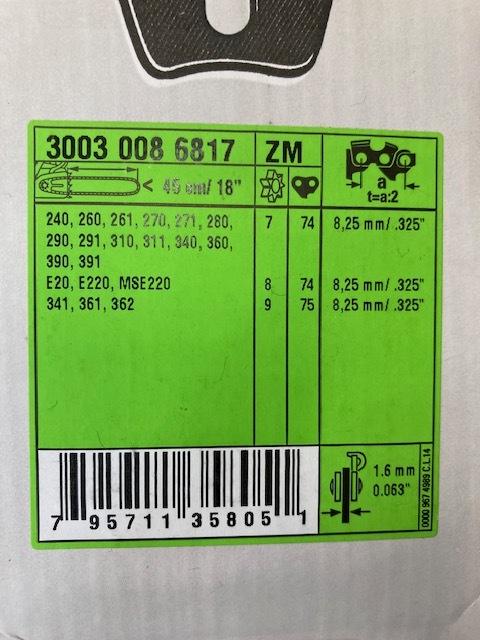 3003 008 6817 ZM
< 45 cm/ 18" a
t=a:2
240, 260, 261, 270, 271, 280, 7 74 8,25 mm/ .325"
290, 291, 310, 311, 340, 360,
390, 391
E20, E220, MSE220 8 74 8,25 mm/ .325"
341, 361, 362 9 75 8,25 mm/ .325"
1.6 mm
0.063"
0000 967 4989 C.L14
7 95711 35805 1